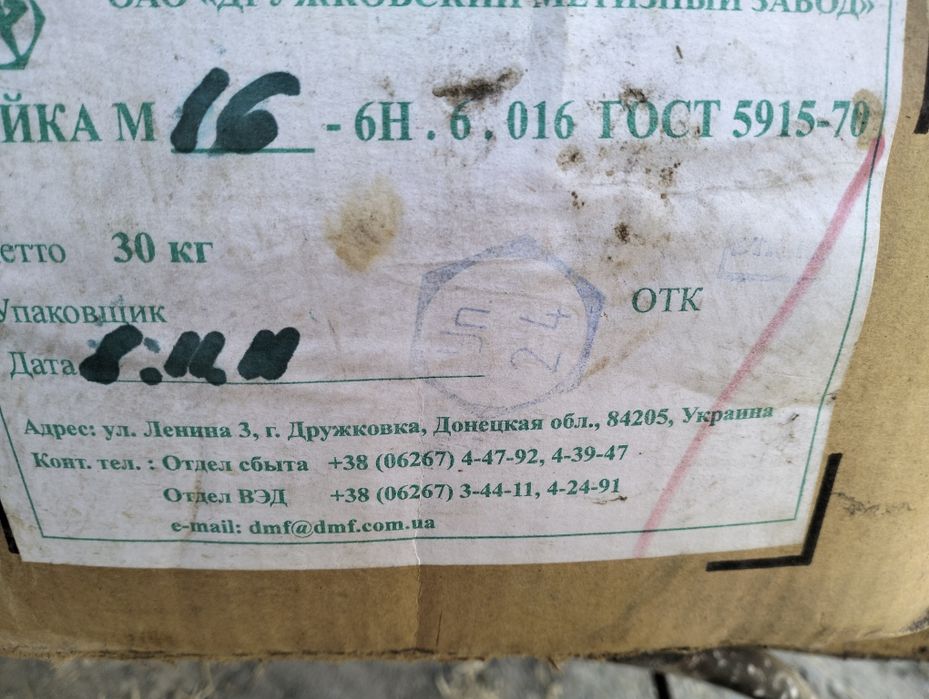 ОАО «ДРУЖКОВСКИЙ МЕТИЗНЫЙ ЗАВОД»
ЙКА М 16 - 6Н . 6 . 016 ГОСТ 5915-70
етто 30 кг
Упаковщик
уп 24
ОТК
Дата
Адрес: ул. Ленина 3, г. Дружковка, Донецкая обл., 84205, Украина
Конт. тел. : Отдел сбыта +38 (06267) 4-47-92, 4-39-47
Отдел ВЭД +38 (06267) 3-44-11, 4-24-91
e-mail: dmf@dmf.com.ua